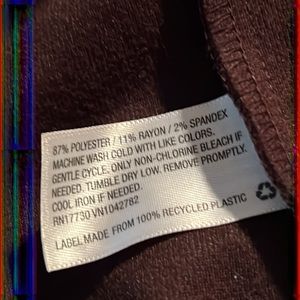 87% POLYESTER / 11% RAYON / 2% SPANDEX
MACHINE WASH COLD WITH LIKE COLORS.
GENTLE CYCLE. ONLY NON-CHLORINE BLEACH IF
NEEDED. TUMBLE DRY LOW. REMOVE PROMPTLY.
COOL IRON IF NEEDED.
RN17730 VN1042782
LABEL MADE FROM 100% RECYCLED PLASTIC